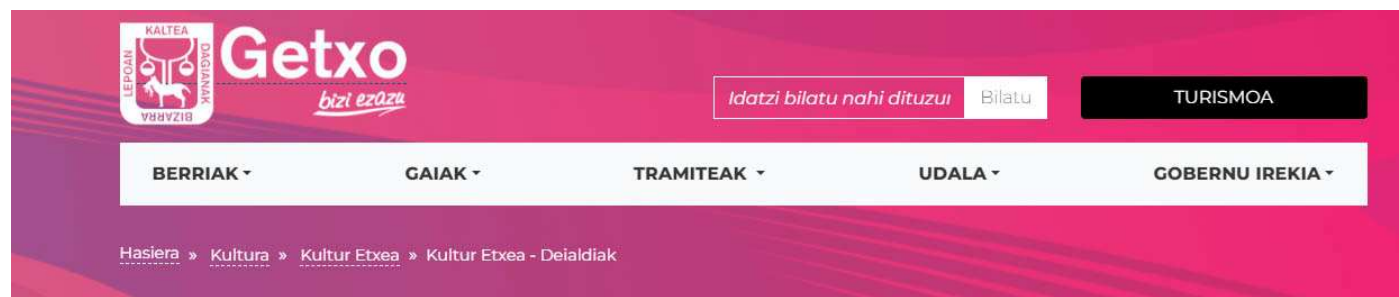 KALTEA
LEPOAN
DAGIANAK
BIZARRA
Getxo
bizi ezazu
Idatzi bilatu nahi dituzu
Bilatu
TURISMOA
BERRIAK
GAIAK
TRAMITEAK
UDALA
GOBERNU IREKIA
Hasiera » Kultura » Kultur Etxea » Kultur Etxea - Deialdiak